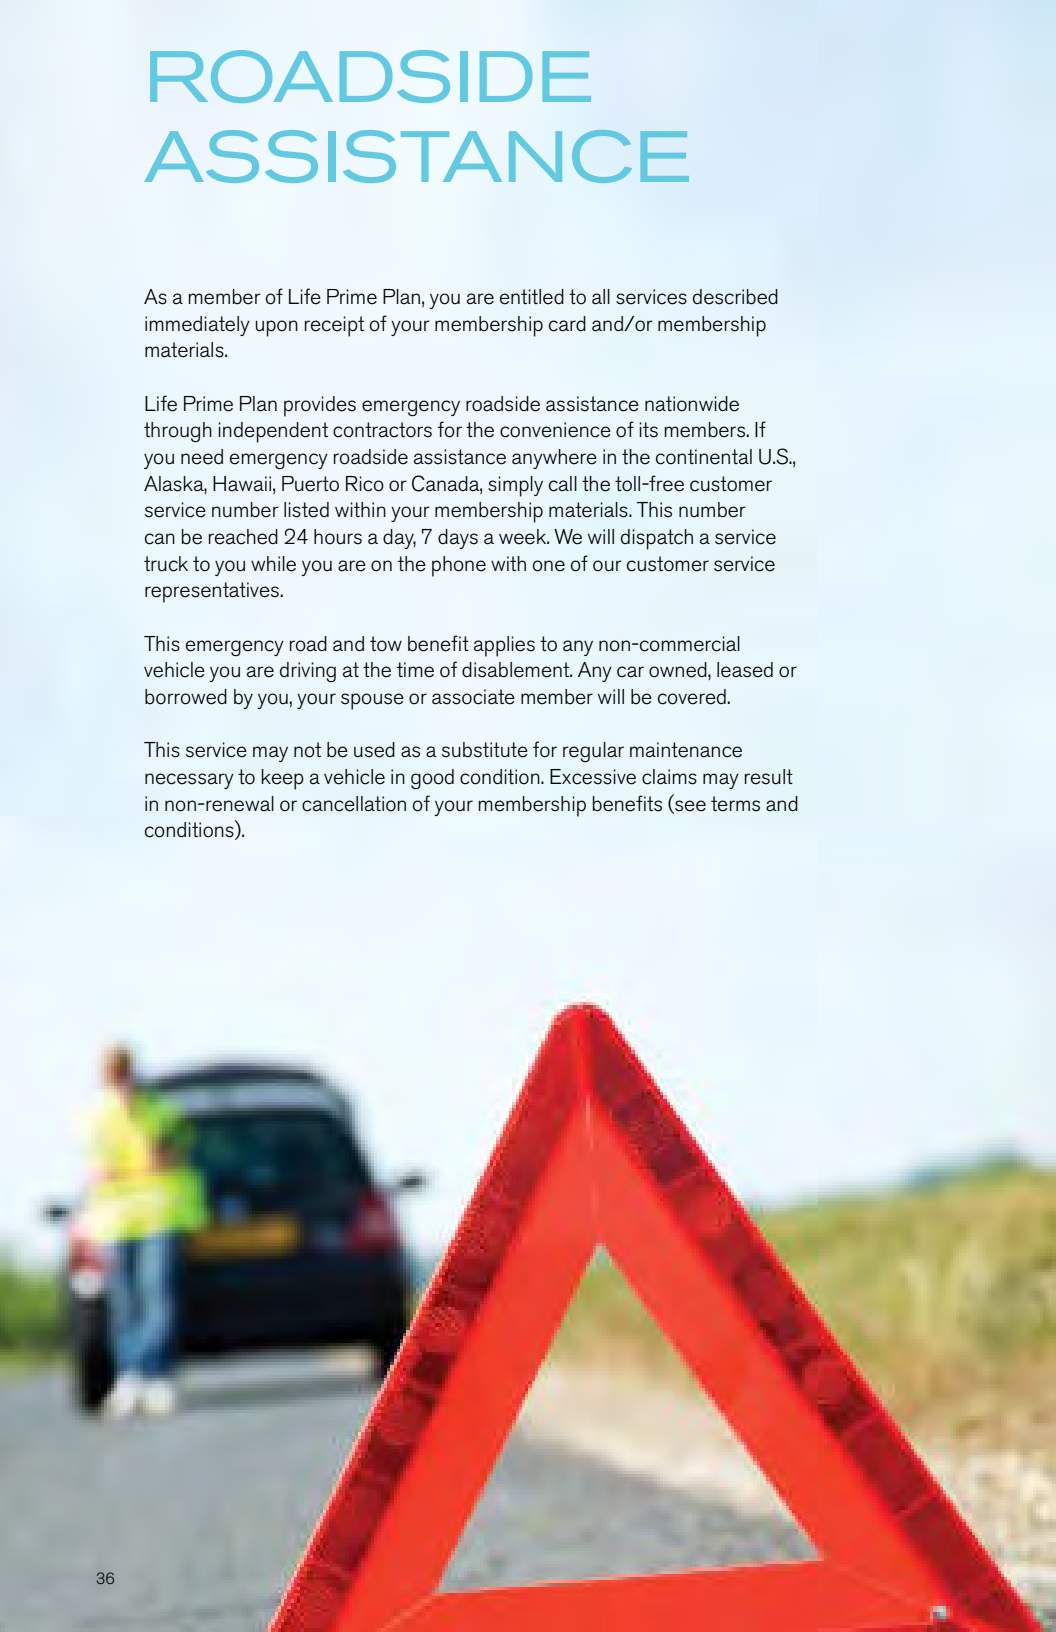 ROADSIDE
ASSISTANCE
As a member of Life Prime Plan, you are entitled to all services described
immediately upon receipt of your membership card and/or membership
materials.
Life Prime Plan provides emergency roadside assistance nationwide
through independent contractors for the convenience of its members. If
you need emergency roadside assistance anywhere in the continental U.S.,
Alaska, Hawaii, Puerto Rico or Canada, simply call the toll-free customer
service number listed within your membership materials. This number
can be reached 24 hours a day, 7 days a week. We will dispatch a service
truck to you while you are on the phone with one of our customer service
representatives.
This emergency road and tow benefit applies to any non-commercial
vehicle you are driving at the time of disablement. Any car owned, leased or
borrowed by you, your spouse or associate member will be covered.
This service may not be used as a substitute for regular maintenance
necessary to keep a vehicle in good condition. Excessive claims may result
in non-renewal or cancellation of your membership benefits (see terms and
conditions).
36